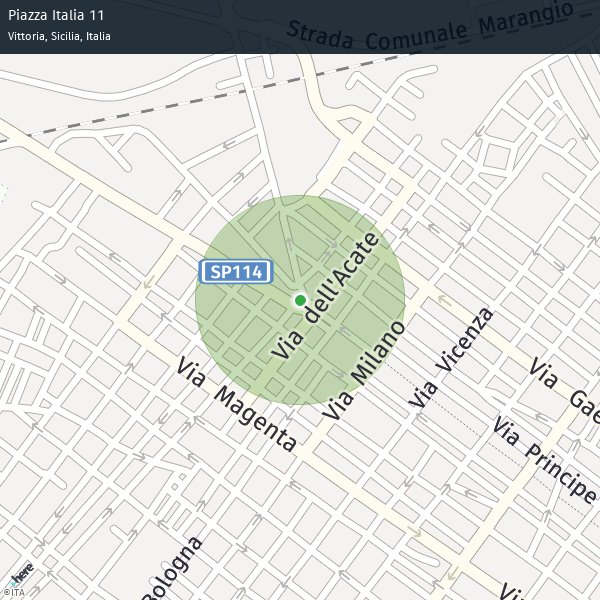 Piazza Italia 11
Vittoria, Sicilia, Italia
Strada Comunale Marangio
SP114
Via dell'Acate
Via Milano
Via Vicenza
Via Magenta
Via Gae
Via Principe
Bologna
Vi
here
© ITA